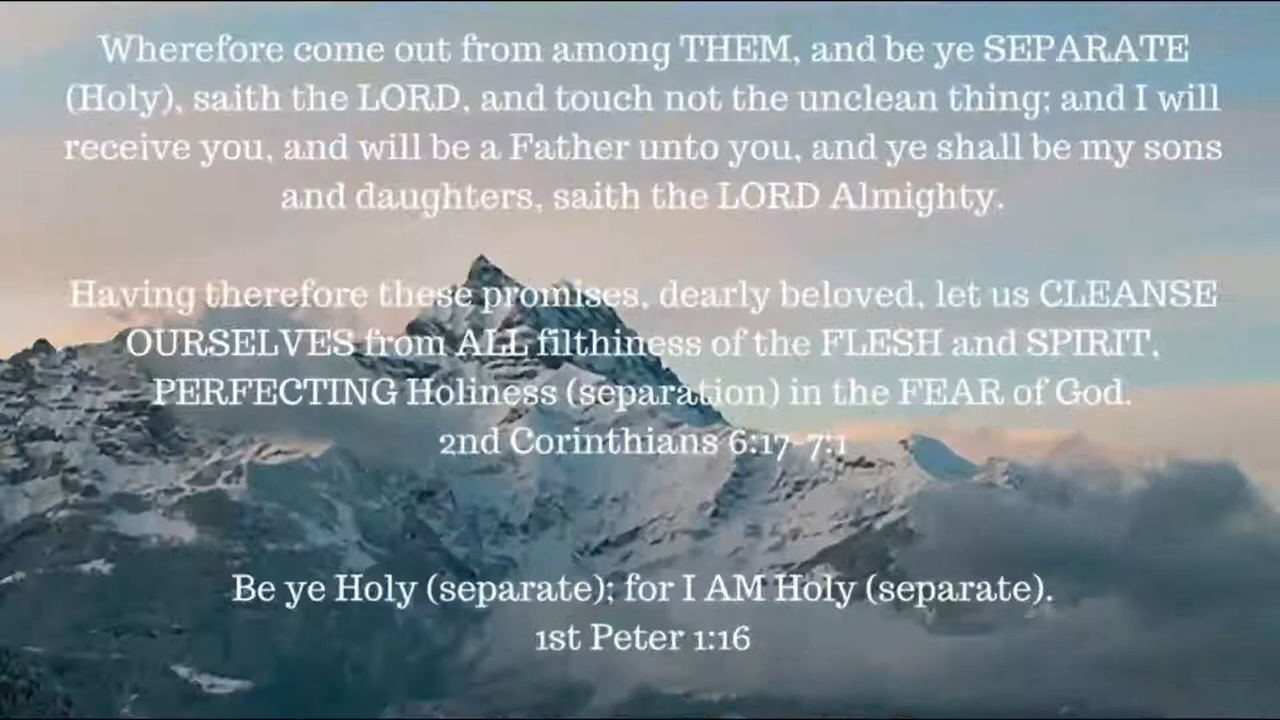 Wherefore come out from among THEM, and be ye SEPARATE
(Holy), saith the LORD, and touch not the unclean thing; and I will
receive you, and will be a Father unto you, and ye shall be my sons
and daughters, saith the LORD Almighty.
Having therefore these promises, dearly beloved, let us CLEANSE
OURSELVES from ALL filthiness of the FLESH and SPIRIT,
PERFECTING Holiness (separation) in the FEAR of God.
2nd Corinthians 6:17-7:1
Be ye Holy (separate); for I AM Holy (separate).
1st Peter 1:16